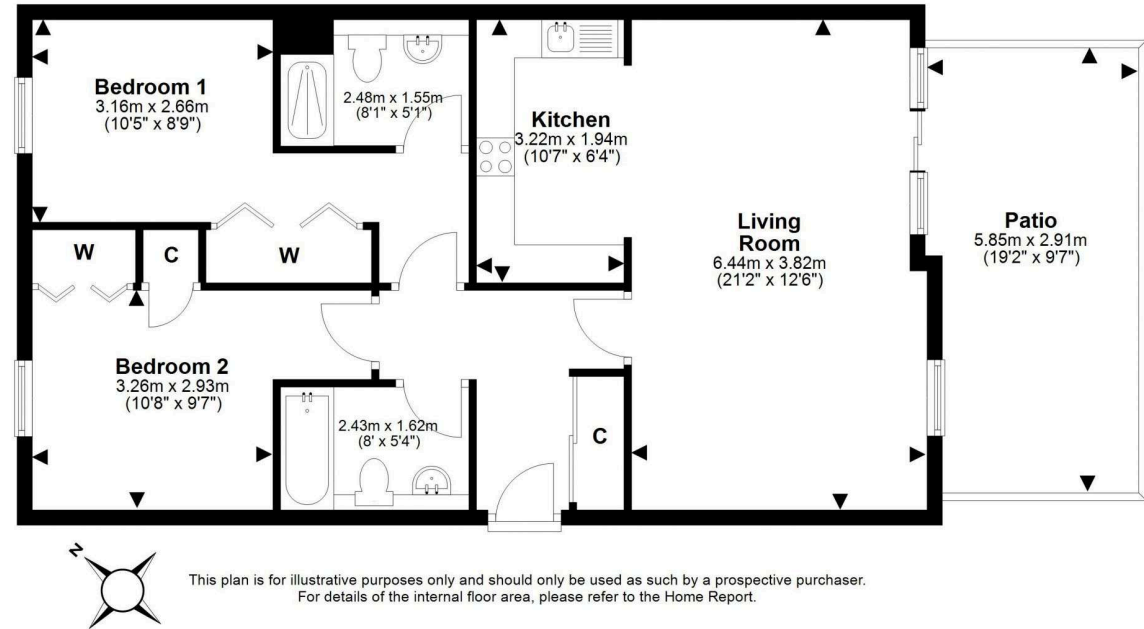 Bedroom 1
3.16m x 2.66m
(10'5" x 8'9")
2.48m x 1.55m
(8'1" x 5'1")
Kitchen
3.22m x 1.94m
(10'7" x 6'4")
Living
Room
6.44m x 3.82m
(21'2" x 12'6")
Patio
5.85m x 2.91m
(19'2" x 9'7")
W
C
W
Bedroom 2
3.26m x 2.93m
(10'8" x 9'7")
2.43m x 1.62m
(8' x 5'4")
C
N
This plan is for illustrative purposes only and should only be used as such by a prospective purchaser.
For details of the internal floor area, please refer to the Home Report.